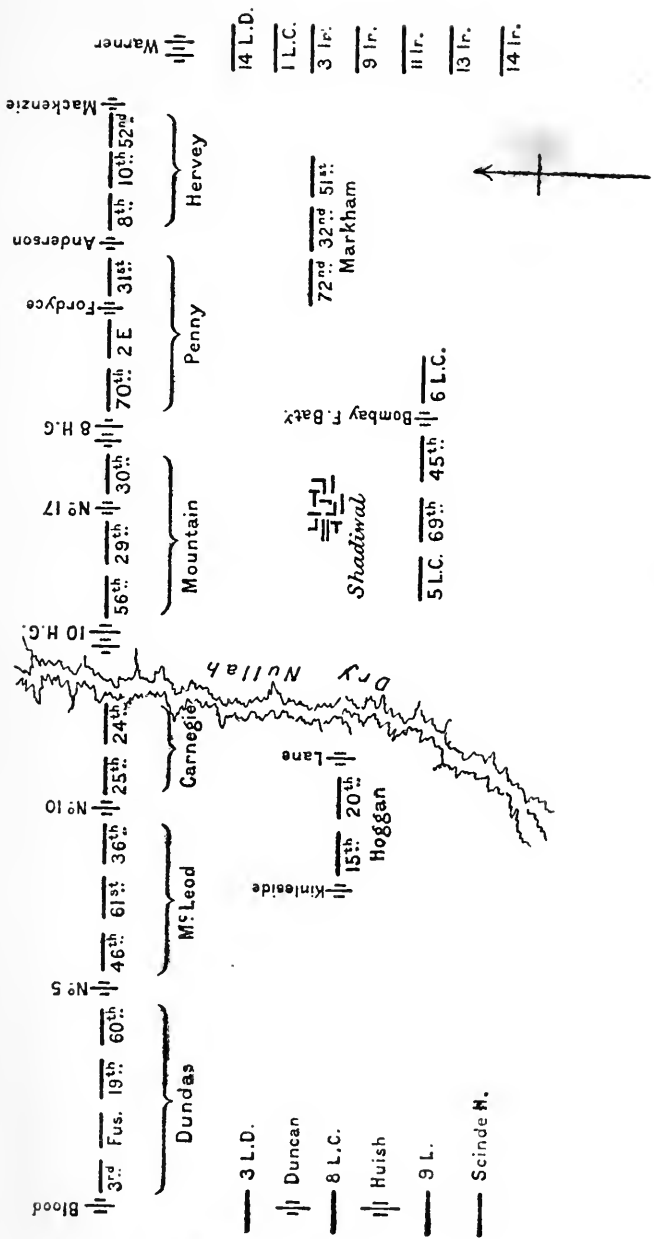 Blood
3rd Fus. 19th 60th
Nº 5
46th 61st 36th
Nº 10
25th 24th
10 H.G.
56th 29th
Nº 17
30th
8 H.G
70th 2 E
Fordyce
31st
Anderson
8th 10th 52nd
Mackenzie
Warner
Dundas
McLeod
Carnegie
Mountain
Penny
Hervey
Dry Nullah
3 L.D.
Duncan
8 L.C.
Huish
9 L.
Scinde H.
Kinleside
15th 20th
Lane
Hoggan
Shadiwal
5 L.C. 69th 45th
Bombay F. Baty
6 L.C.
72nd 32nd 51st
Markham
14 L.D.
1 L.C.
3 Ir.
9 Ir.
11 Ir.
13 Ir.
14 Ir.